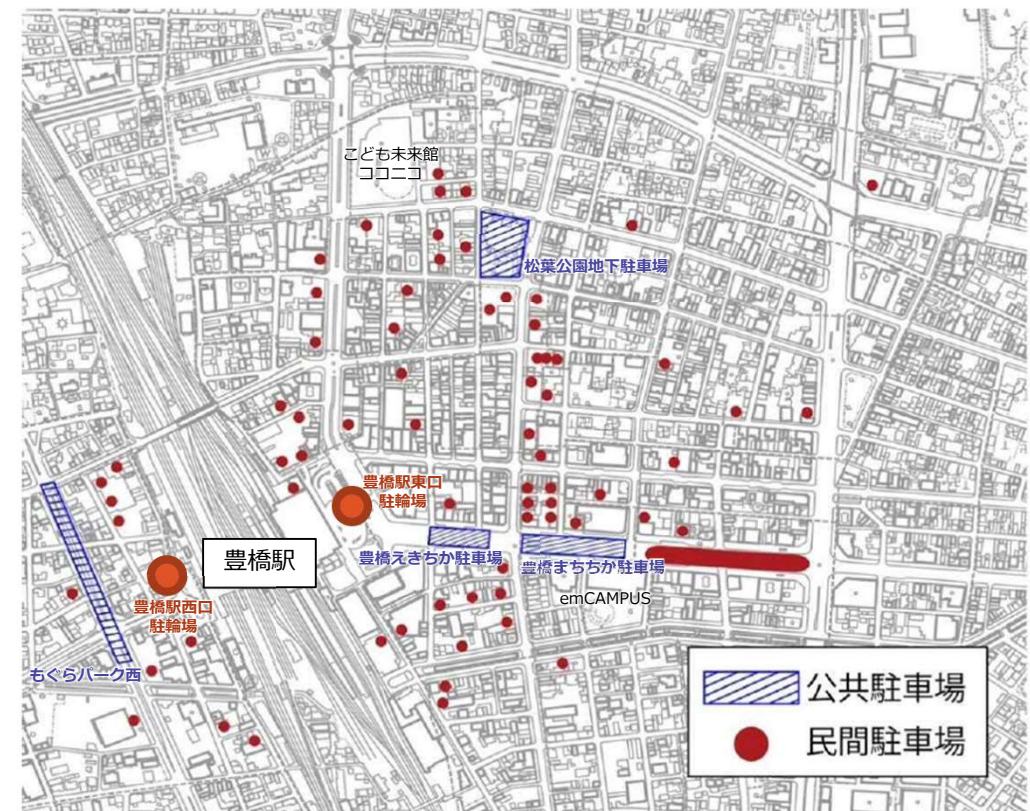 こども未来館
ココニコ
松葉公園地下駐車場
豊橋駅東口
駐輪場
豊橋駅
豊橋えきちか駐車場
豊橋まちちか駐車場
emCAMPUS
豊橋駅西口
駐輪場
もぐらパーク西
公共駐車場
民間駐車場